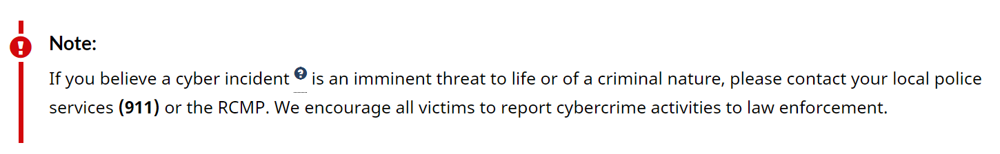 Note:
If you believe a cyber incident ? is an imminent threat to life or of a criminal nature, please contact your local police
services (911) or the RCMP. We encourage all victims to report cybercrime activities to law enforcement.